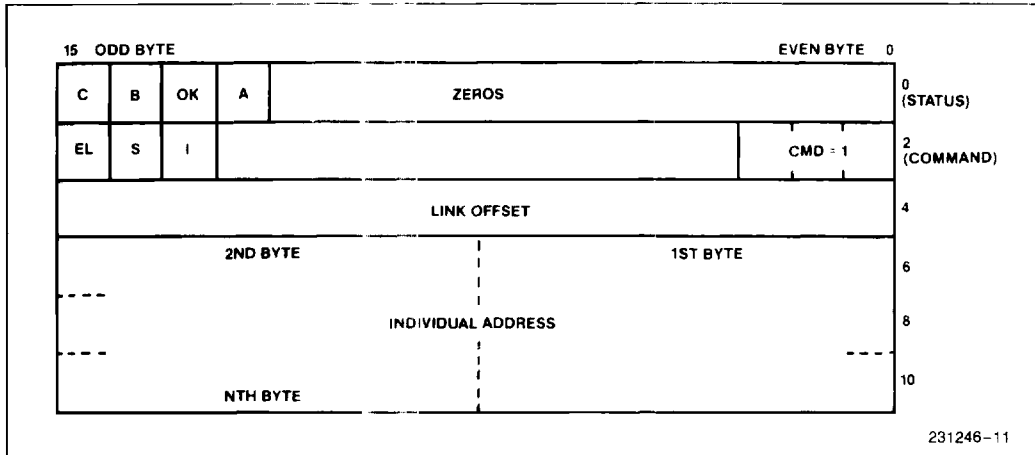 15 ODD BYTE EVEN BYTE 0
C B OK A ZEROS 0 (STATUS)
EL S I CMD = 1 2 (COMMAND)
LINK OFFSET 4
2ND BYTE 1ST BYTE 6
INDIVIDUAL ADDRESS 8
NTH BYTE 10
231246-11